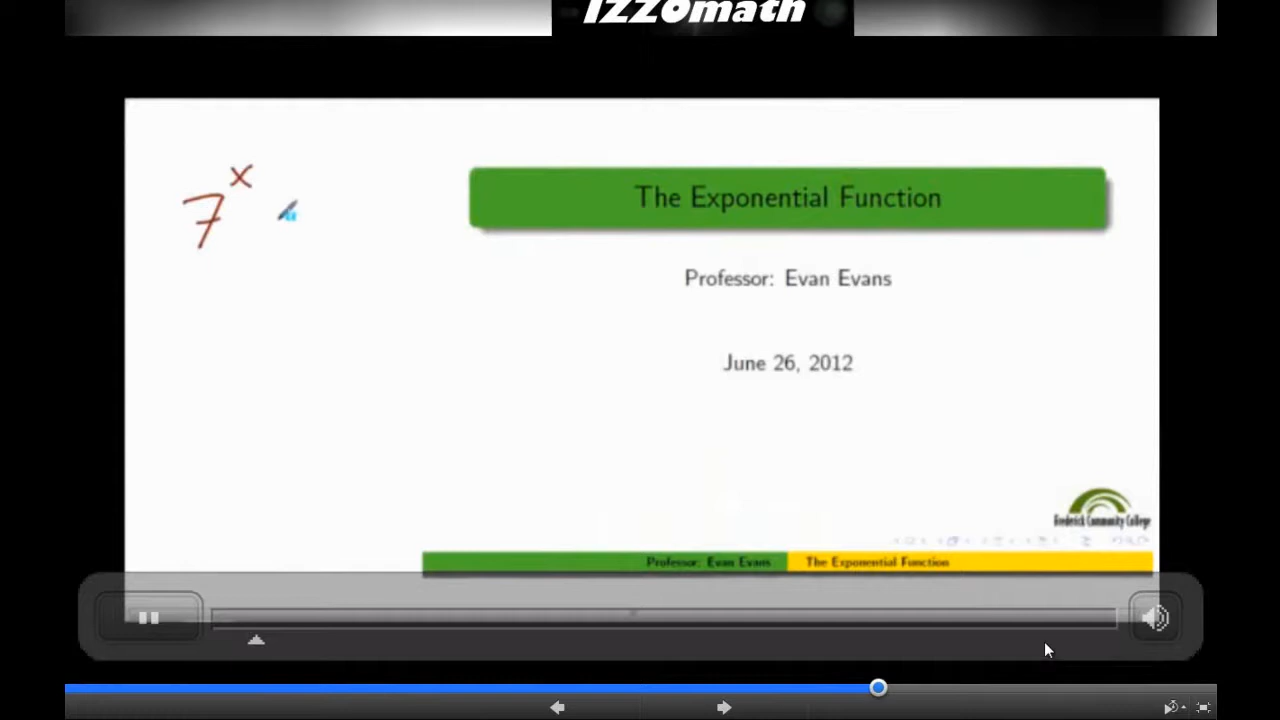 IZZOmath
7^x
The Exponential Function
Professor: Evan Evans
June 26, 2012
Frederick Community College
Professor: Evan Evans The Exponential Function